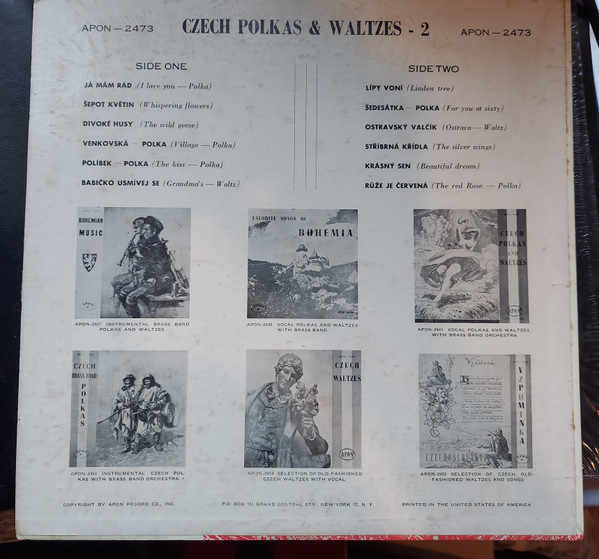 APON — 2473
CZECH POLKAS & WALTZES - 2
APON — 2473
SIDE ONE
JÁ MÁM RÁD (I love you — Polka)
ŠEPOT KVĚTIN (Whispering flowers)
DIVOKÉ HUSY (The wild geese)
VENKOVSKÁ — POLKA (Village — Polka)
POLÍBEK — POLKA (The kiss — Polka)
BABIČKO USMÍVEJ SE (Grandma's — Waltz)
SIDE TWO
LÍPY VONÍ (Linden tree)
ŠEDESÁTKA — POLKA (For you at sixty)
OSTRAVSKÝ VALČÍK (Ostrava — Waltz)
STŘÍBRNÁ KŘÍDLA (The silver wings)
KRÁSNÝ SEN (Beautiful dream)
RŮŽE JE ČERVENÁ (The red Rose — Polka)
BOHEMIAN
MUSIC
FAVORITE SONGS OF
BOHEMIA
CZECH
POLKAS
AND
WALTZES
INSTRUMENTAL BRASS BAND
POLKAS AND WALTZES
VOCAL POLKAS AND WALTZES
WITH BRASS BAND
VOCAL POLKAS AND WALTZES
WITH BRASS BAND ORCHESTRA
CZECH
BRASS BAND
POLKAS
CZECH
WALTZES
APON
VZPOMINKA
INSTRUMENTAL CZECH POL-
KAS WITH BRASS BAND ORCHESTRA
SELECTION OF OLD-FASHIONED
CZECH WALTZES WITH VOCAL
SELECTION OF CZECH OLD-
FASHIONED WALTZES AND SONGS
COPYRIGHT BY APON RECORD CO., INC.
GRAND CENTRAL STN., NEW YORK 17, N. Y.
PRINTED IN THE UNITED STATES OF AMERICA